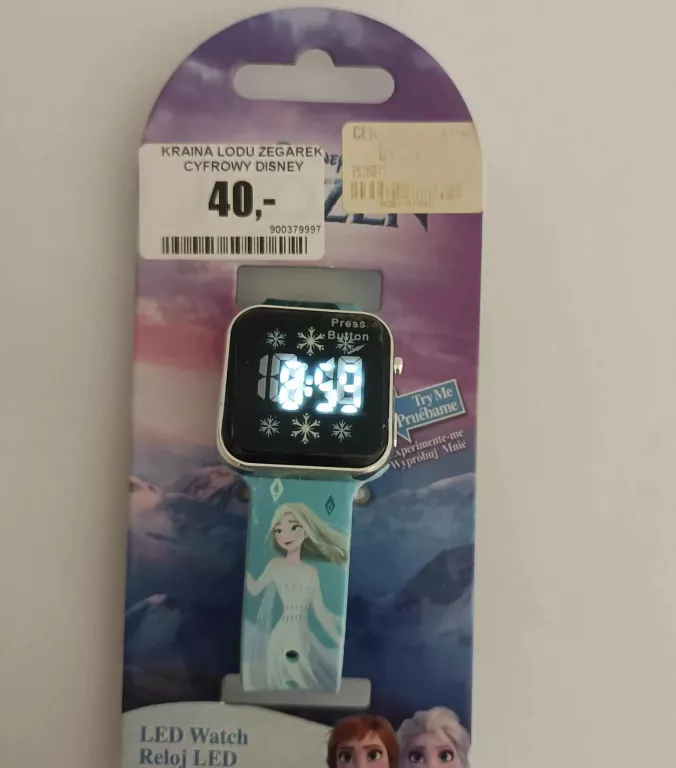 KRAINA LODU ZEGAREK
CYFROWY DISNEY
40,-
900379997
Press
Button
8:59
Try Me
Pruébame
Experimente-me
Wypróbuj Mnie
LED Watch
Reloj LED